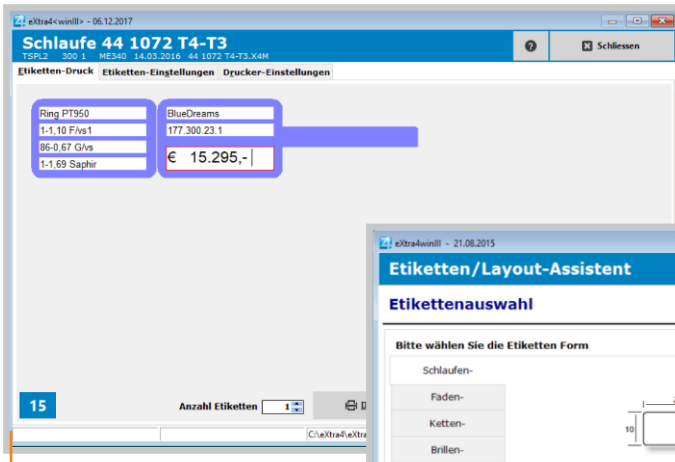 eXtra4<winIII> - 06.12.2017
Schlaufe 44 1072 T4-T3
TSPL2 300 1 ME340 14.03.2016 44 1072 T4-T3.X4M
Schliessen
Etiketten-Druck Etiketten-Einstellungen Drucker-Einstellungen
Ring PT950
1-1,10 F/vs1
86-0,67 G/vs
1-1,69 Saphir
BlueDreams
177.300.23.1
€ 15.295,-
15
Anzahl Etiketten 1
eXtra4winIII - 21.08.2015
Etiketten/Layout-Assistent
Etikettenauswahl
Bitte wählen Sie die Etiketten Form
Schlaufen-
Faden-
Ketten-
Brillen-
10